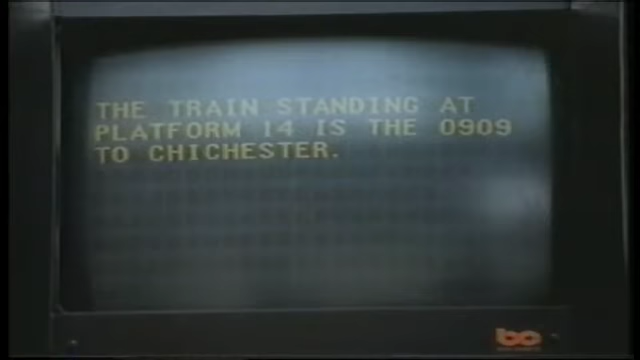 THE TRAIN STANDING AT
PLATFORM 14 IS THE 0909
TO CHICHESTER.